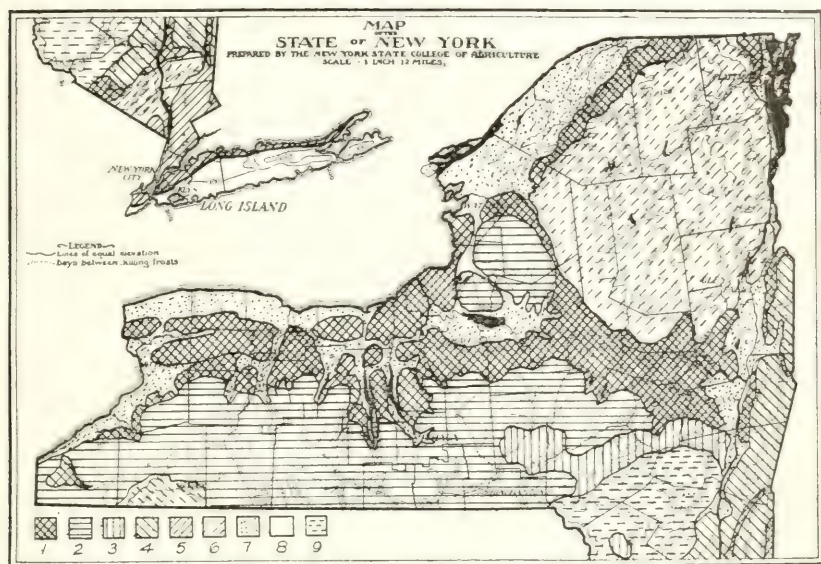 MAP
OF THE
STATE OF NEW YORK
PREPARED BY THE NEW YORK STATE COLLEGE OF AGRICULTURE
SCALE - 1 INCH 12 MILES.
NEW YORK
CITY
LONG ISLAND
LEGEND
Lines of equal elevation
Days between killing frosts
1 2 3 4 5 6 7 8 9